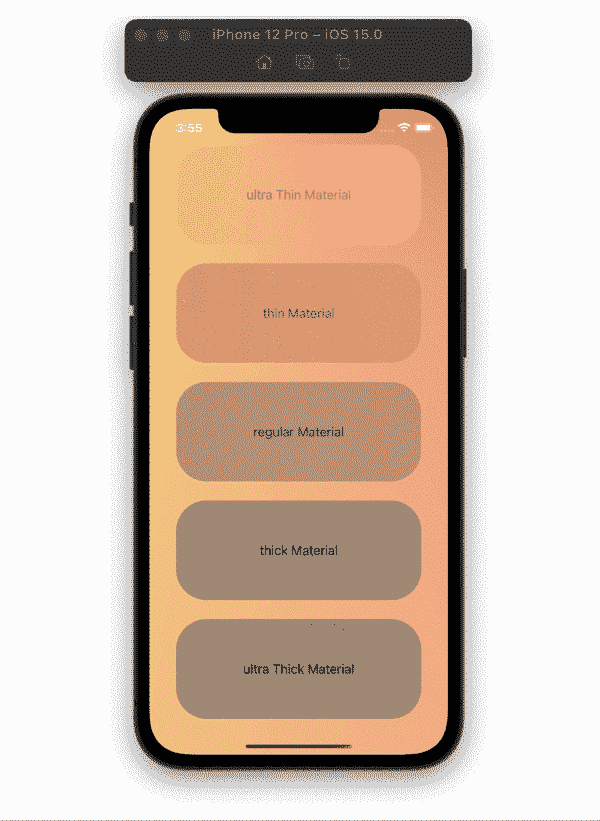 iPhone 12 Pro – iOS 15.0
3:55
ultra Thin Material
thin Material
regular Material
thick Material
ultra Thick Material